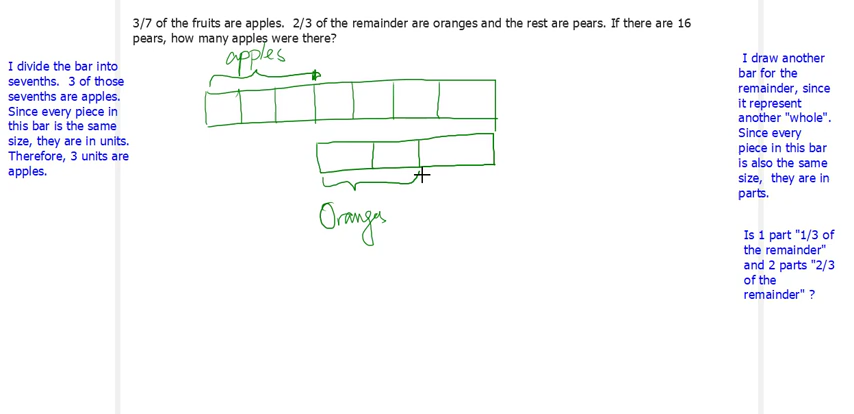 3/7 of the fruits are apples.  2/3 of the remainder are oranges and the rest are pears. If there are 16
pears, how many apples were there?
apples
I divide the bar into
sevenths.  3 of those
sevenths are apples.
Since every piece in
this bar is the same
size, they are in units.
Therefore, 3 units are
apples.
Oranges
I draw another
bar for the
remainder, since
it represent
another "whole".
Since every
piece in this bar
is also the same
size,  they are in
parts.
Is 1 part "1/3 of
the remainder"
and 2 parts "2/3
of the
remainder" ?